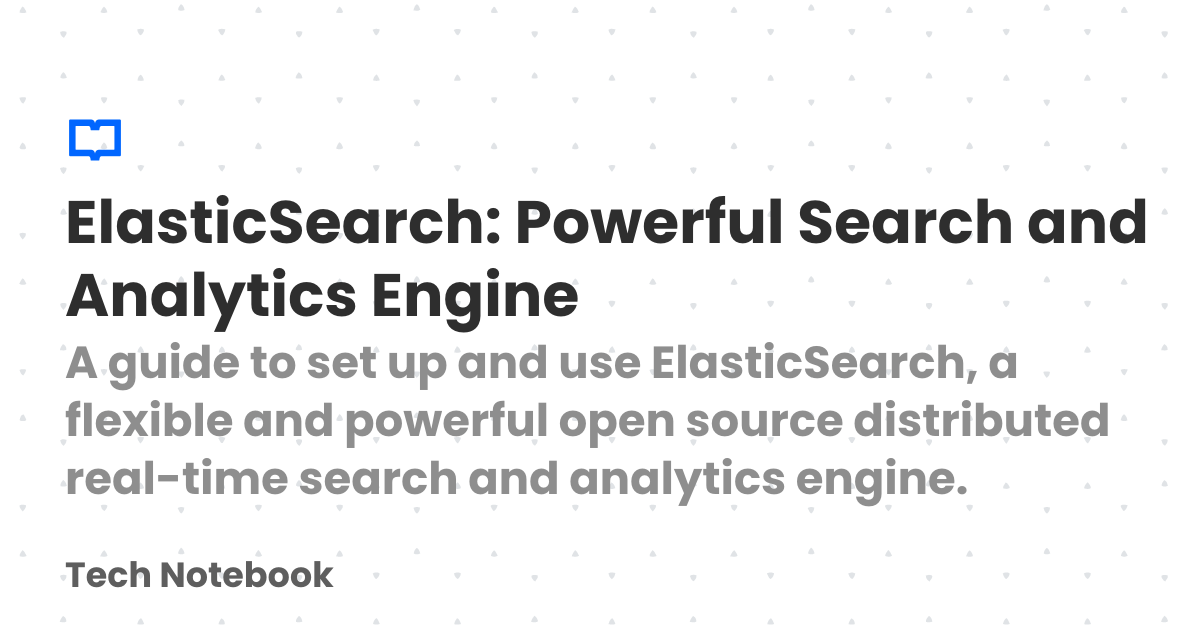 ElasticSearch: Powerful Search and
Analytics Engine
A guide to set up and use ElasticSearch, a
flexible and powerful open source distributed
real-time search and analytics engine.
Tech Notebook